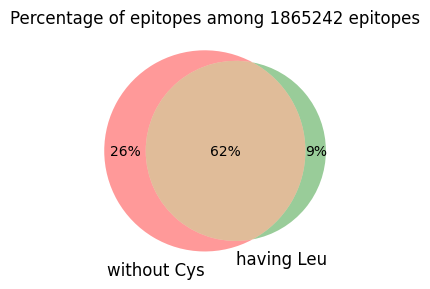 Percentage of epitopes among 1865242 epitopes
26%
62%
9%
without Cys
having Leu